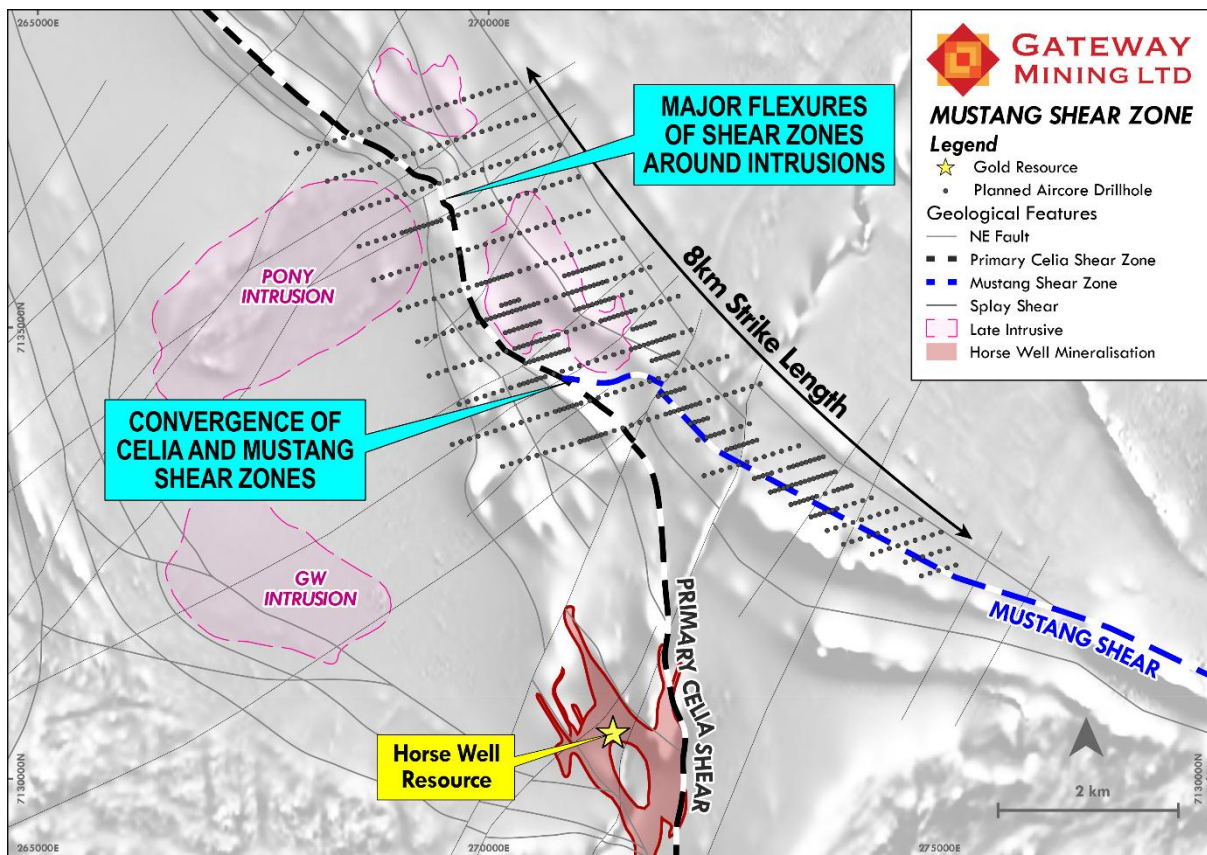 265000E
270000E
GATEWAY
MINING LTD
MUSTANG SHEAR ZONE
Legend
Gold Resource
Planned Aircore Drillhole
Geological Features
NE Fault
Primary Celia Shear Zone
Mustang Shear Zone
Splay Shear
Late Intrusive
Horse Well Mineralisation
MAJOR FLEXURES
OF SHEAR ZONES
AROUND INTRUSIONS
8km Strike Length
PONY
INTRUSION
7135000N
CONVERGENCE OF
CELIA AND MUSTANG
SHEAR ZONES
GW
INTRUSION
PRIMARY CELIA SHEAR
MUSTANG SHEAR
Horse Well
Resource
2 km
7130000N
7130000N
265000E
270000E
275000E